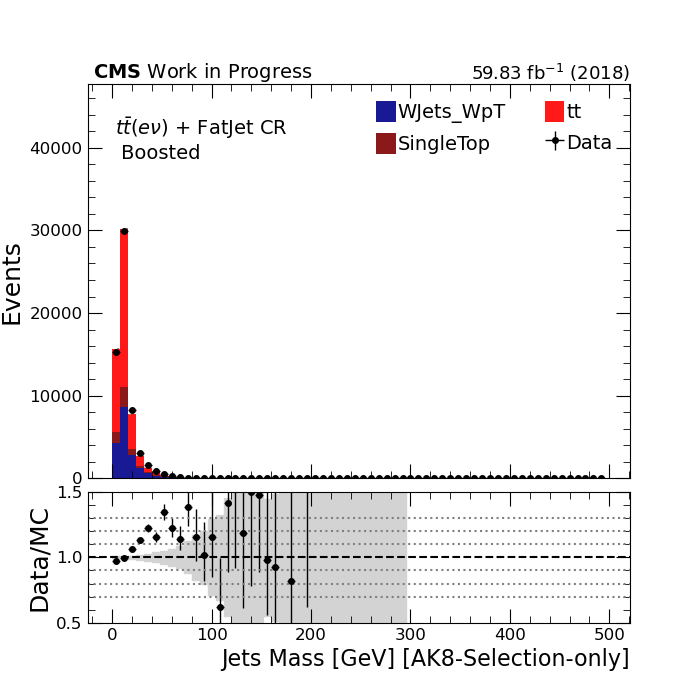 CMS Work in Progress 59.83 fb⁻¹ (2018)
tt̄(eν) + FatJet CR
Boosted
WJets_WpT
tt
SingleTop
Data
Events
40000
30000
20000
10000
0
Data/MC
1.5
1.0
0.5
0 100 200 300 400 500
Jets Mass [GeV] [AK8-Selection-only]